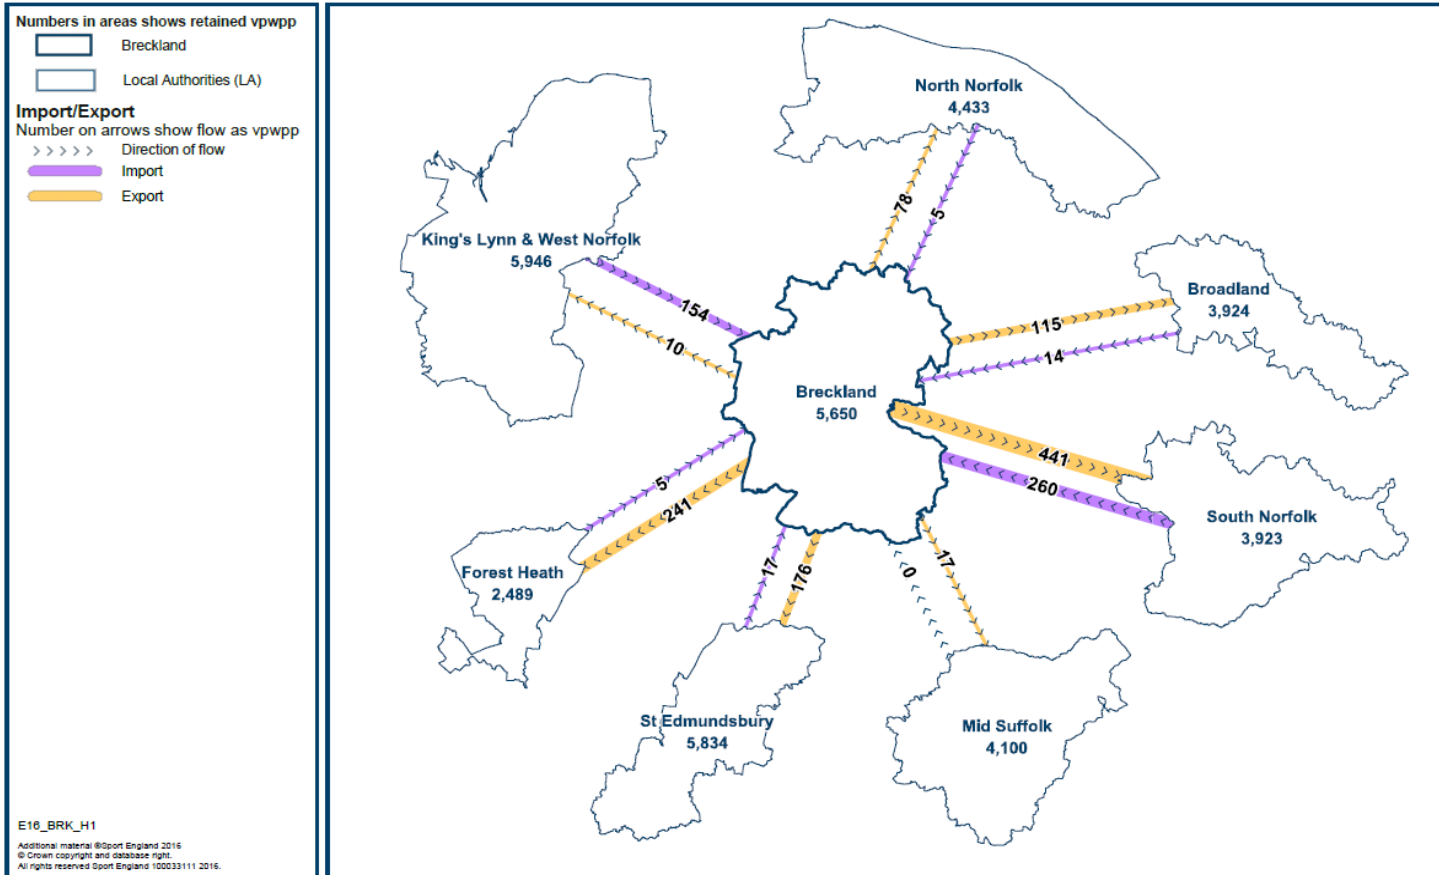 Numbers in areas shows retained vpwpp
Breckland
Local Authorities (LA)
Import/Export
Number on arrows show flow as vpwpp
Direction of flow
Import
Export
E16_BRK_H1
Additional material ©Sport England 2016
© Crown copyright and database right.
All rights reserved Sport England 100033111 2016.
North Norfolk
4,433
78
5
King's Lynn & West Norfolk
5,946
154
10
Broadland
3,924
115
14
Breckland
5,650
441
260
South Norfolk
3,923
5
241
Forest Heath
2,489
17
176
0
17
St Edmundsbury
5,834
Mid Suffolk
4,100